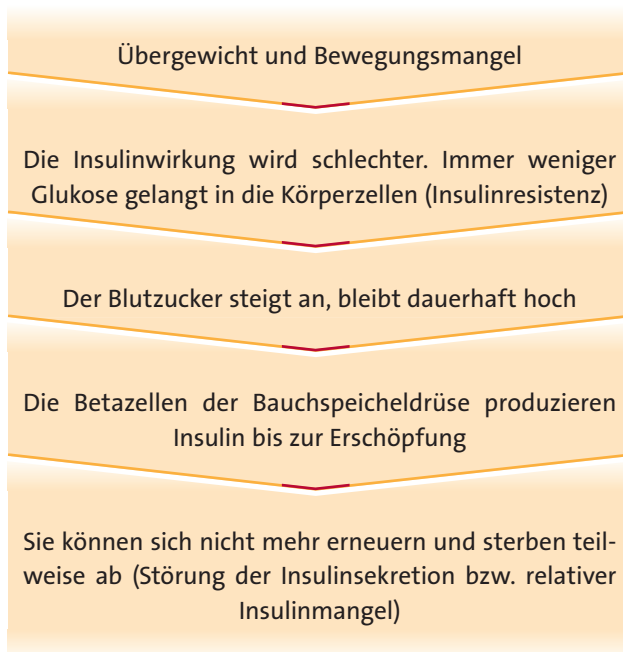 Übergewicht und Bewegungsmangel
Die Insulinwirkung wird schlechter. Immer weniger
Glukose gelangt in die Körperzellen (Insulinresistenz)
Der Blutzucker steigt an, bleibt dauerhaft hoch
Die Betazellen der Bauchspeicheldrüse produzieren
Insulin bis zur Erschöpfung
Sie können sich nicht mehr erneuern und sterben teil-
weise ab (Störung der Insulinsekretion bzw. relativer
Insulinmangel)